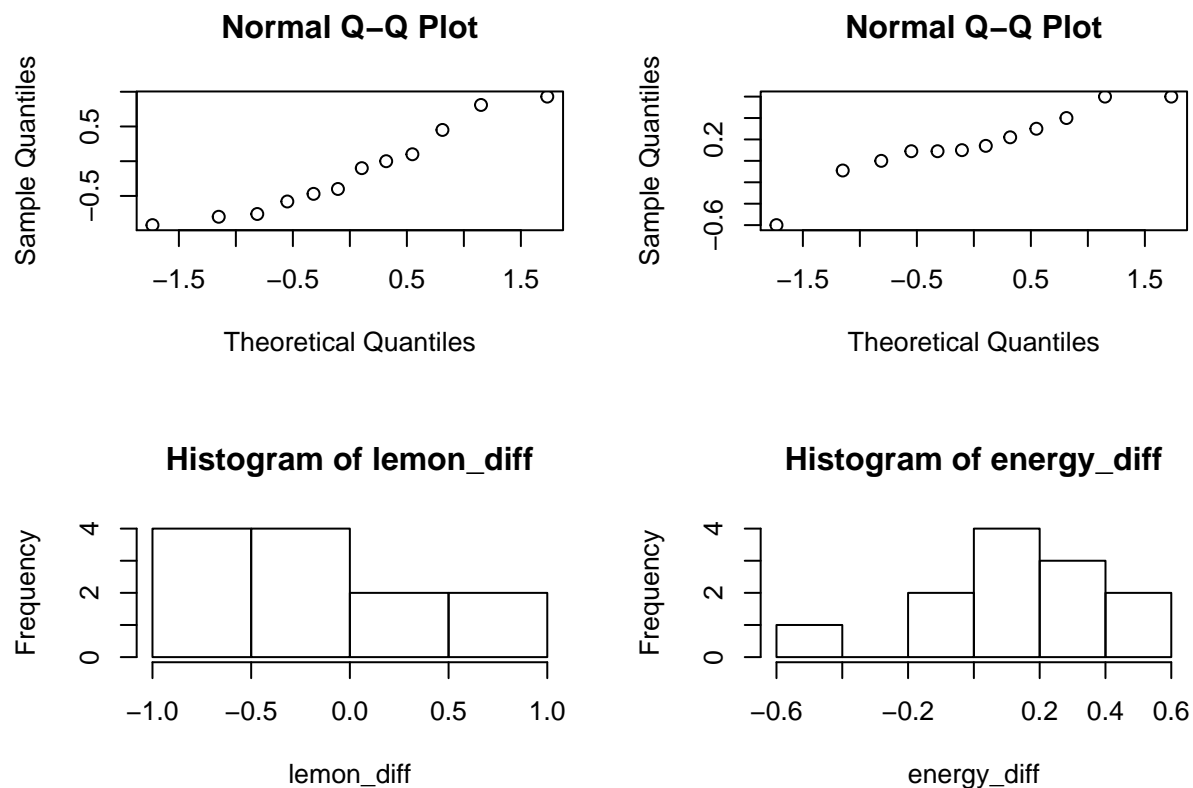 Normal Q−Q Plot
Sample Quantiles
0.5
−0.5
−1.5 −0.5 0.5 1.5
Theoretical Quantiles
Normal Q−Q Plot
Sample Quantiles
0.2
−0.6
−1.5 −0.5 0.5 1.5
Theoretical Quantiles
Histogram of lemon_diff
Frequency
4
2
0
−1.0 −0.5 0.0 0.5 1.0
lemon_diff
Histogram of energy_diff
Frequency
4
2
0
−0.6 −0.2 0.2 0.4 0.6
energy_diff